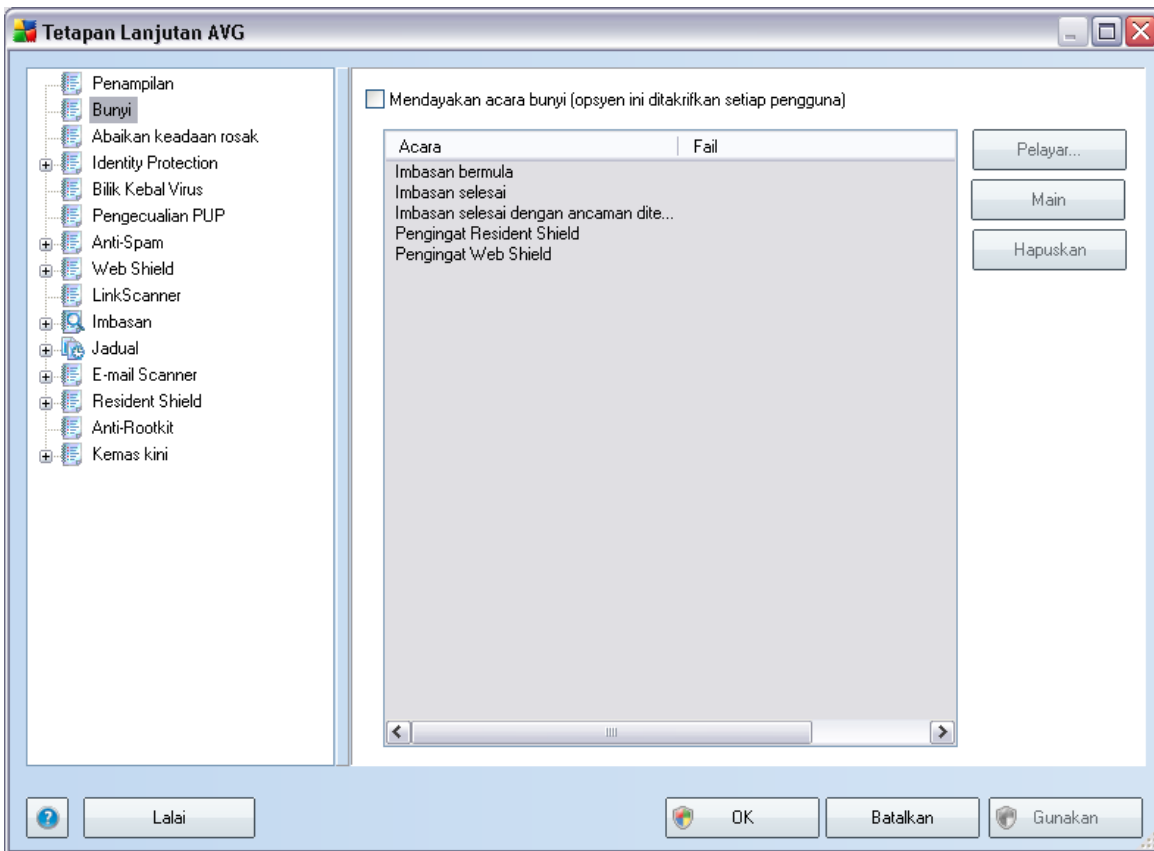 Tetapan Lanjutan AVG
Penampilan
Bunyi
Abaikan keadaan rosak
Identity Protection
Bilik Kebal Virus
Pengecualian PUP
Anti-Spam
Web Shield
LinkScanner
Imbasan
Jadual
E-mail Scanner
Resident Shield
Anti-Rootkit
Kemas kini
Mendayakan acara bunyi (opsyen ini ditakrifkan setiap pengguna)
Acara Fail
Imbasan bermula
Imbasan selesai
Imbasan selesai dengan ancaman dite...
Pengingat Resident Shield
Pengingat Web Shield
Pelayar...
Main
Hapuskan
Lalai
OK
Batalkan
Gunakan